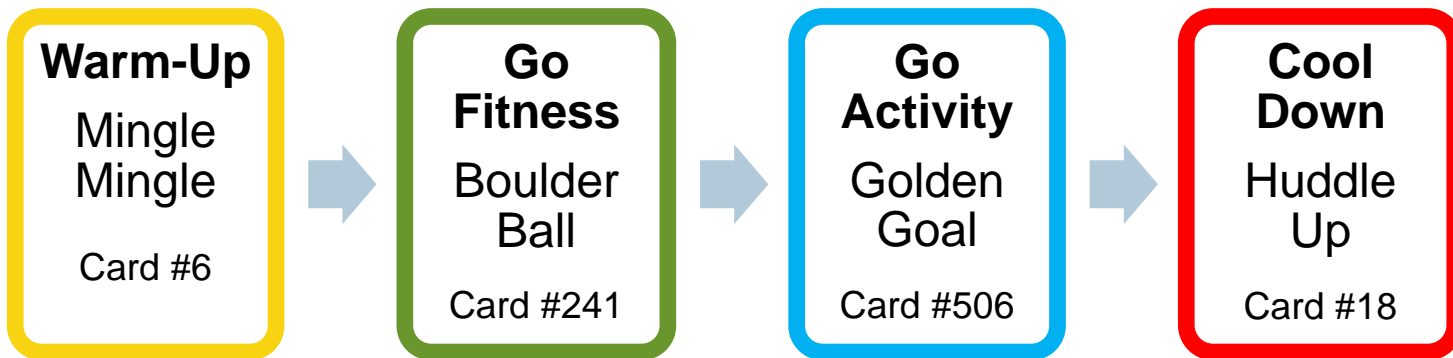 Warm-Up
Mingle
Mingle
Card #6
Go
Fitness
Boulder
Ball
Card #241
Go
Activity
Golden
Goal
Card #506
Cool
Down
Huddle
Up
Card #18